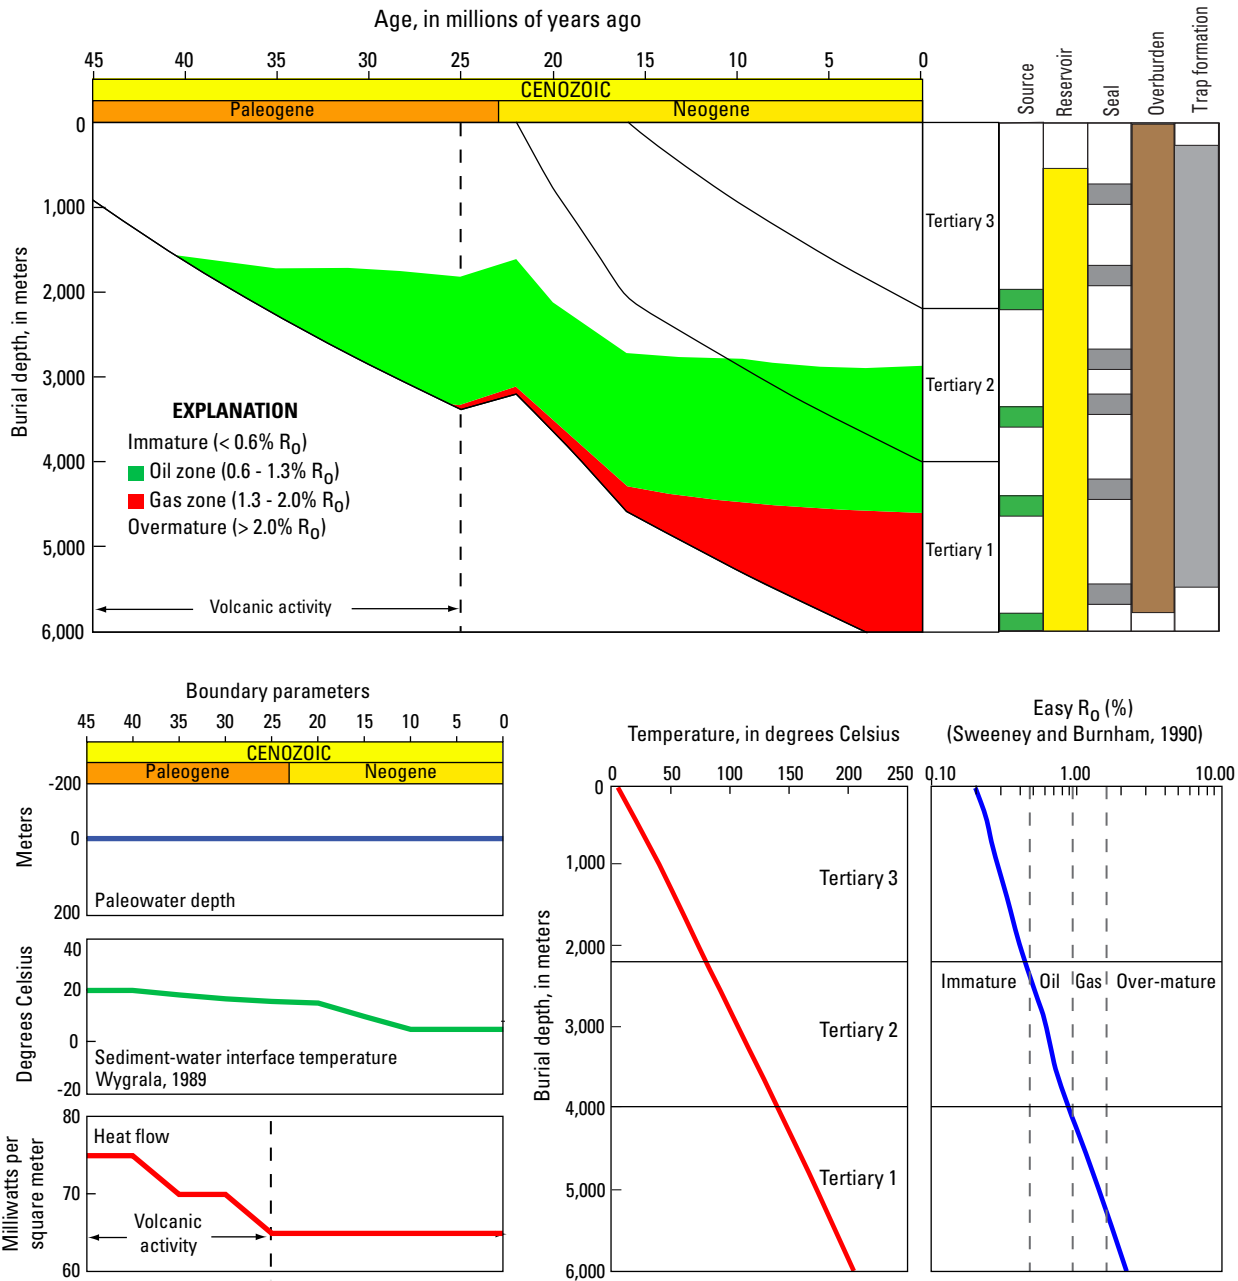 Age, in millions of years ago
45 40 35 30 25 20 15 10 5 0
CENOZOIC
Paleogene Neogene
Source
Reservoir
Seal
Overburden
Trap formation
Burial depth, in meters
0
1,000
2,000
3,000
4,000
5,000
6,000
Tertiary 3
Tertiary 2
Tertiary 1
EXPLANATION
Immature (< 0.6% RO)
Oil zone (0.6 - 1.3% RO)
Gas zone (1.3 - 2.0% RO)
Overmature (> 2.0% RO)
Volcanic activity
Boundary parameters
45 40 35 30 25 20 15 10 5 0
CENOZOIC
Paleogene Neogene
Meters
-200
0
200
Paleowater depth
Degrees Celsius
40
20
0
-20
Sediment-water interface temperature
Wygrala, 1989
Milliwatts per
square meter
80
70
60
Heat flow
Volcanic
activity
Temperature, in degrees Celsius
0 50 100 150 200 250
Burial depth, in meters
0
1,000
2,000
3,000
4,000
5,000
6,000
Tertiary 3
Tertiary 2
Tertiary 1
Easy RO (%)
(Sweeney and Burnham, 1990)
0.10 1.00 10.00
Immature Oil Gas Over-mature